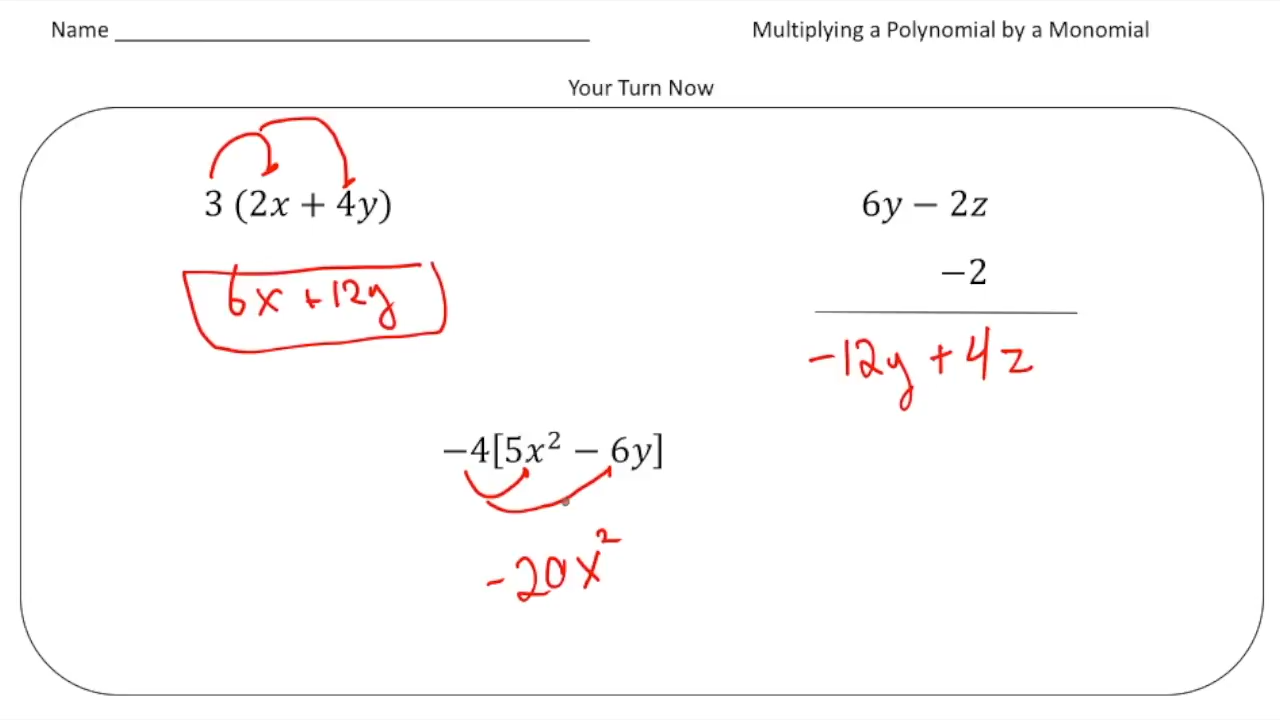 Name ______ Multiplying a Polynomial by a Monomial
Your Turn Now
3 (2x + 4y)
6x + 12y
6y − 2z
−2
-12y + 4z
−4[5x² − 6y]
-20x²